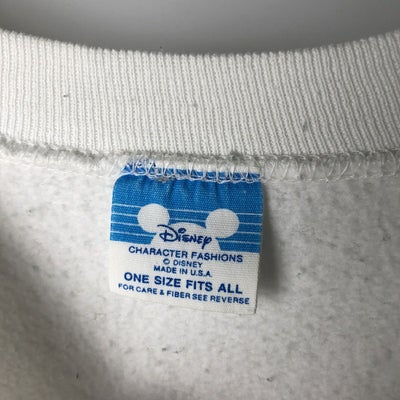 Disney
CHARACTER FASHIONS
© DISNEY
MADE IN U.S.A.
ONE SIZE FITS ALL
FOR CARE & FIBER SEE REVERSE